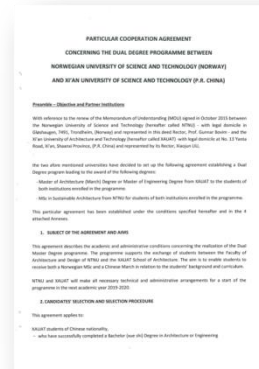 PARTICULAR COOPERATION AGREEMENT
CONCERNING THE DUAL DEGREE PROGRAMME BETWEEN
NORWEGIAN UNIVERSITY OF SCIENCE AND TECHNOLOGY (NORWAY)
AND XI'AN UNIVERSITY OF SCIENCE AND TECHNOLOGY (P.R. CHINA)
Preamble – Objective and Partner Institutions
With reference to the renew of the Memorandum of Understanding (MOU) signed in October 2015 between
the Norwegian University of Science and Technology (hereafter called NTNU) - with legal domicile in
Gløshaugen, 7491, Trondheim, (Norway) and represented in this deed Rector, Prof. Gunnar Bovim - and the
Xi'an University of Architecture and Technology (hereafter called XAUAT) with legal domicile at No. 13 Yanta
Road, Xi'an, Shaanxi Province, (P.R. China) and represented by its Rector, Xiaojun LIU,
the two afore mentioned universities have decided to set up the following agreement establishing a Dual
Degree program leading to the award of the following degrees:
- Master of Architecture (March) Degree or Master of Engineering Degree from XAUAT to the students of
both institutions enrolled in the programme.
- MSc in Sustainable Architecture from NTNU for students of both institutions enrolled in the programme.
This particular agreement has been established under the conditions specified hereafter and in the 4
attached Annexes.
1. SUBJECT OF THE AGREEMENT AND AIMS
This agreement describes the academic and administrative conditions concerning the realisation of the Dual
Master Degree programme. The programme supports the exchange of students between the Faculty of
Architecture and Design of NTNU and the XAUAT School of Architecture. The aim is to enable students to
receive both a Norwegian MSc and a Chinese March in relation to the students' background and curriculum.
NTNU and XAUAT will make all necessary technical and administrative arrangements for a start of the
programme in the next academic year 2019-2020.
2. CANDIDATES' SELECTION AND SELECTION PROCEDURE
This agreement applies to:
XAUAT students of Chinese nationality,
- who have successfully completed a Bachelor (xue shi) Degree in Architecture or Engineering